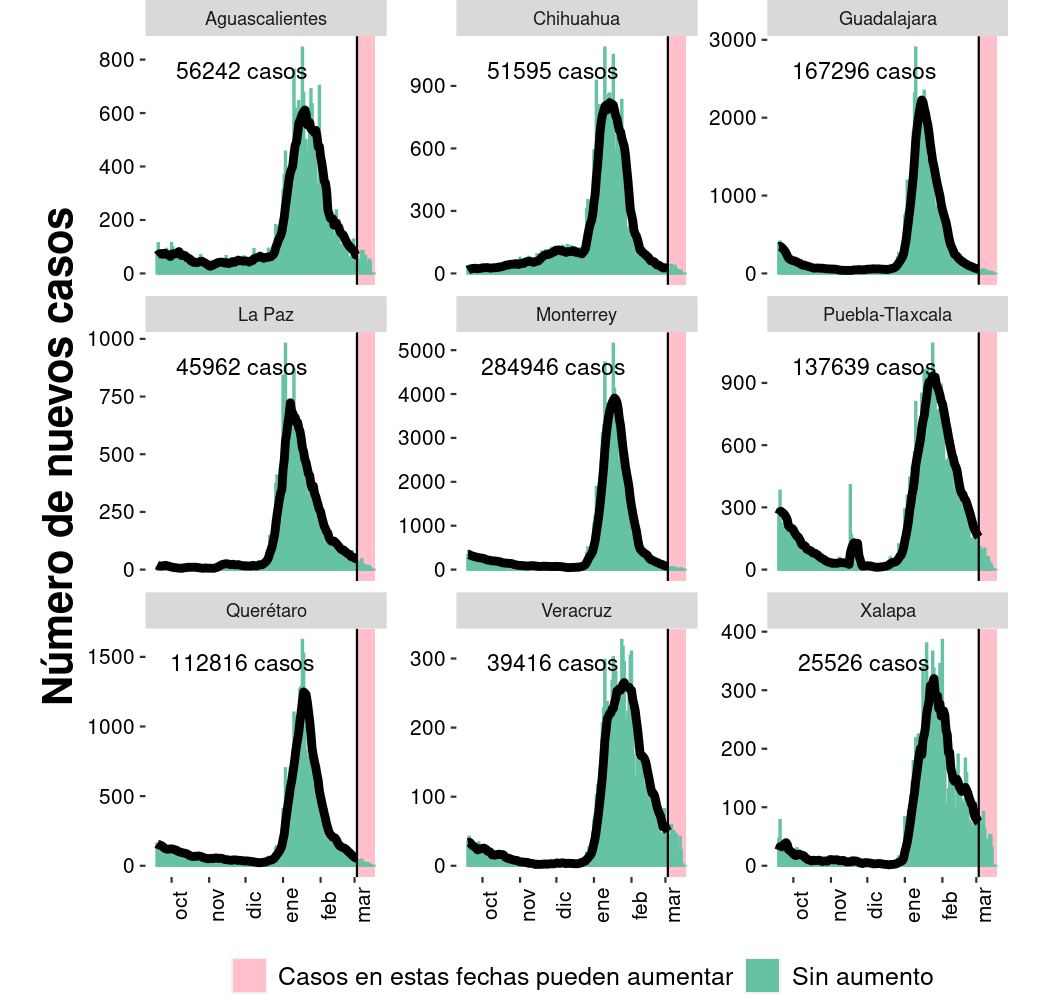 Número de nuevos casos
Aguascalientes
56242 casos
800
600
400
200
0
Chihuahua
51595 casos
900
600
300
0
Guadalajara
167296 casos
3000
2000
1000
0
La Paz
45962 casos
1000
750
500
250
0
Monterrey
284946 casos
5000
4000
3000
2000
1000
0
Puebla-Tlaxcala
137639 casos
900
600
300
0
Querétaro
112816 casos
1500
1000
500
0
oct nov dic ene feb mar
Veracruz
39416 casos
300
200
100
0
oct nov dic ene feb mar
Xalapa
25526 casos
400
300
200
100
0
oct nov dic ene feb mar
Casos en estas fechas pueden aumentar
Sin aumento